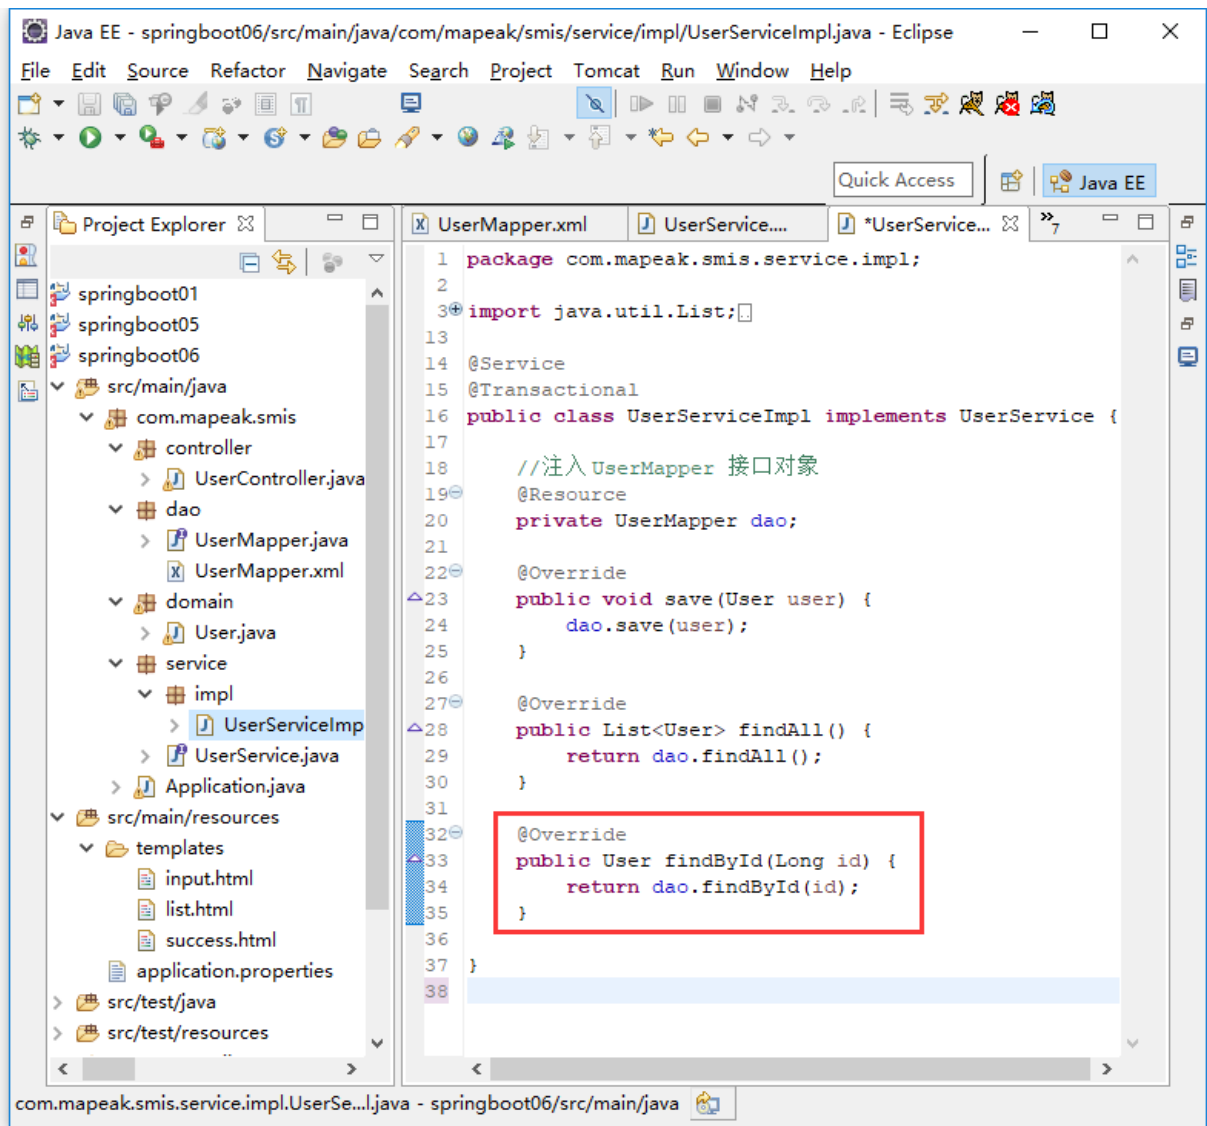 Java EE - springboot06/src/main/java/com/mapeak/smis/service/impl/UserServiceImpl.java - Eclipse
File Edit Source Refactor Navigate Search Project Tomcat Run Window Help
Quick Access
Java EE
Project Explorer
springboot01
springboot05
springboot06
src/main/java
com.mapeak.smis
controller
UserController.java
dao
UserMapper.java
UserMapper.xml
domain
User.java
service
impl
UserServiceImp
UserService.java
Application.java
src/main/resources
templates
input.html
list.html
success.html
application.properties
src/test/java
src/test/resources
UserMapper.xml UserService.... *UserService... »7
1 package com.mapeak.smis.service.impl;
2
3 import java.util.List;
13
14 @Service
15 @Transactional
16 public class UserServiceImpl implements UserService {
17
18 //注入 UserMapper 接口对象
19 @Resource
20 private UserMapper dao;
21
22 @Override
23 public void save(User user) {
24 dao.save(user);
25 }
26
27 @Override
28 public List<User> findAll() {
29 return dao.findAll();
30 }
31
32 @Override
33 public User findById(Long id) {
34 return dao.findById(id);
35 }
36
37 }
38
com.mapeak.smis.service.impl.UserSe...l.java - springboot06/src/main/java